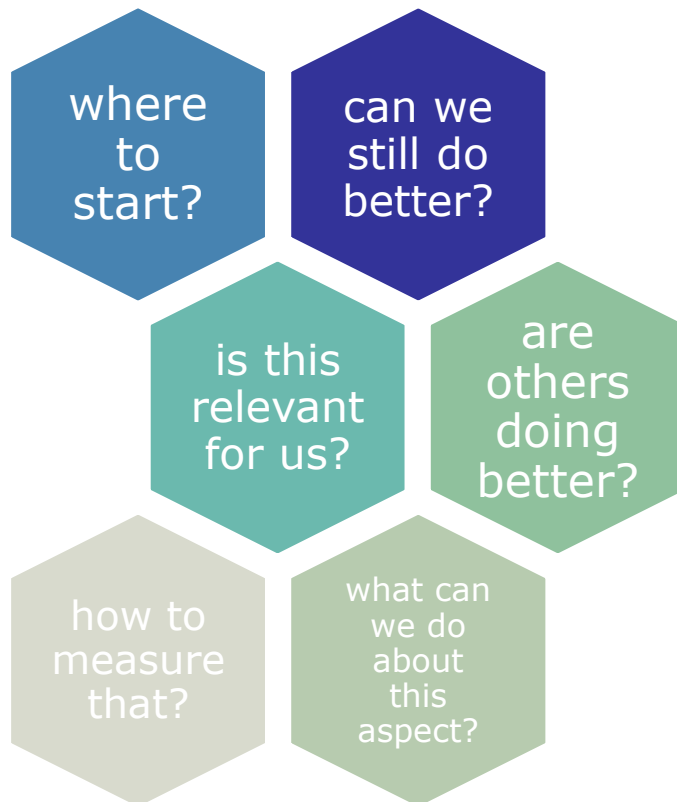 where
to
start?
can we
still do
better?
is this
relevant
for us?
are
others
doing
better?
how to
measure
that?
what can
we do
about
this
aspect?